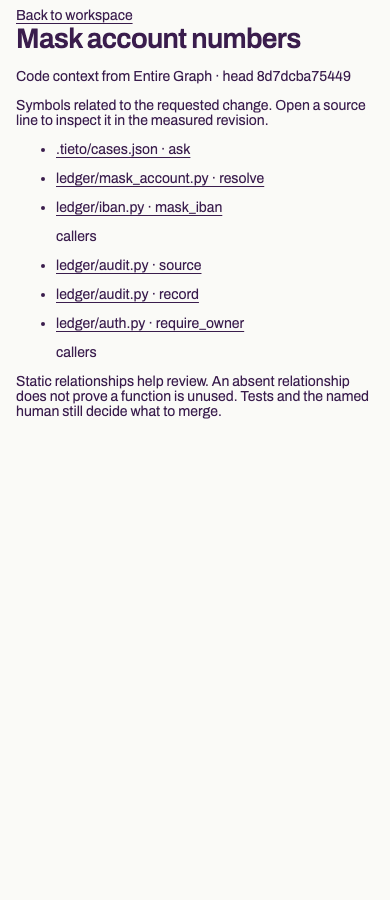 Back to workspace
Mask account numbers
Code context from Entire Graph · head 8d7dcba75449
Symbols related to the requested change. Open a source
line to inspect it in the measured revision.
• .tieto/cases.json · ask
• ledger/mask_account.py · resolve
• ledger/iban.py · mask_iban
callers
• ledger/audit.py · source
• ledger/audit.py · record
• ledger/auth.py · require_owner
callers
Static relationships help review. An absent relationship
does not prove a function is unused. Tests and the named
human still decide what to merge.